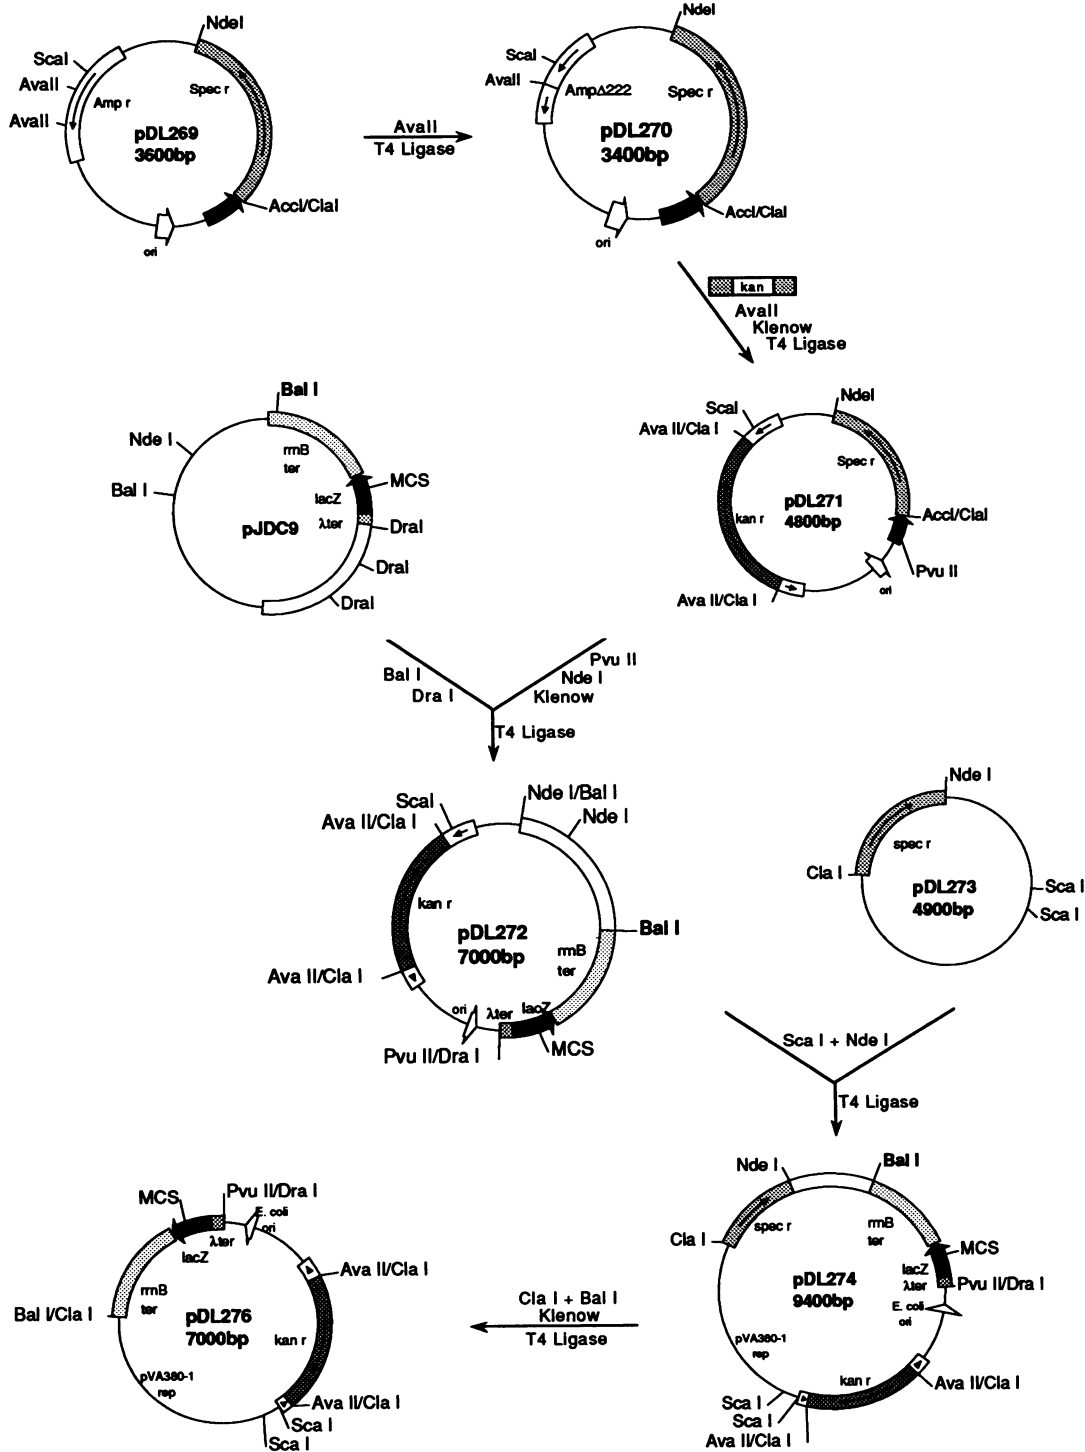 NdeI
ScaI
AvaII
AvaII
Amp r
Spec r
pDL269
3600bp
AccI/ClaI
ori
AvaII
T4 Ligase
NdeI
ScaI
AvaII
AmpΔ222
Spec r
pDL270
3400bp
AccI/ClaI
ori
kan
AvaII
Klenow
T4 Ligase
Bal I
Nde I
Bal I
rrnB
ter
MCS
lacZ
λter
pJDC9
DraI
DraI
DraI
NdeI
ScaI
Ava II/Cla I
Spec r
pDL271
4800bp
kan r
AccI/ClaI
Pvu II
ori
Ava II/Cla I
Bal I
Dra I
Pvu II
Nde I
Klenow
T4 Ligase
Nde I/Bal I
Nde I
ScaI
Ava II/Cla I
kan r
pDL272
7000bp
Bal I
rrnB
ter
Ava II/Cla I
ori
λter
lacZ
Pvu II/Dra I
MCS
Nde I
spec r
Cla I
pDL273
4900bp
Sca I
Sca I
Sca I + Nde I
T4 Ligase
Nde I
Bal I
spec r
rrnB
ter
Cla I
MCS
lacZ
λter
Pvu II/Dra I
pDL274
9400bp
E. coli
ori
pVA380-1
rep
kan r
Ava II/Cla I
Sca I
Sca I
Ava II/Cla I
Cla I + Bal I
Klenow
T4 Ligase
Pvu II/Dra I
MCS
E. coli
ori
λter
lacZ
Ava II/Cla I
rrnB
ter
Bal I/Cla I
pDL276
7000bp
kan r
pVA380-1
rep
Ava II/Cla I
Sca I
Sca I